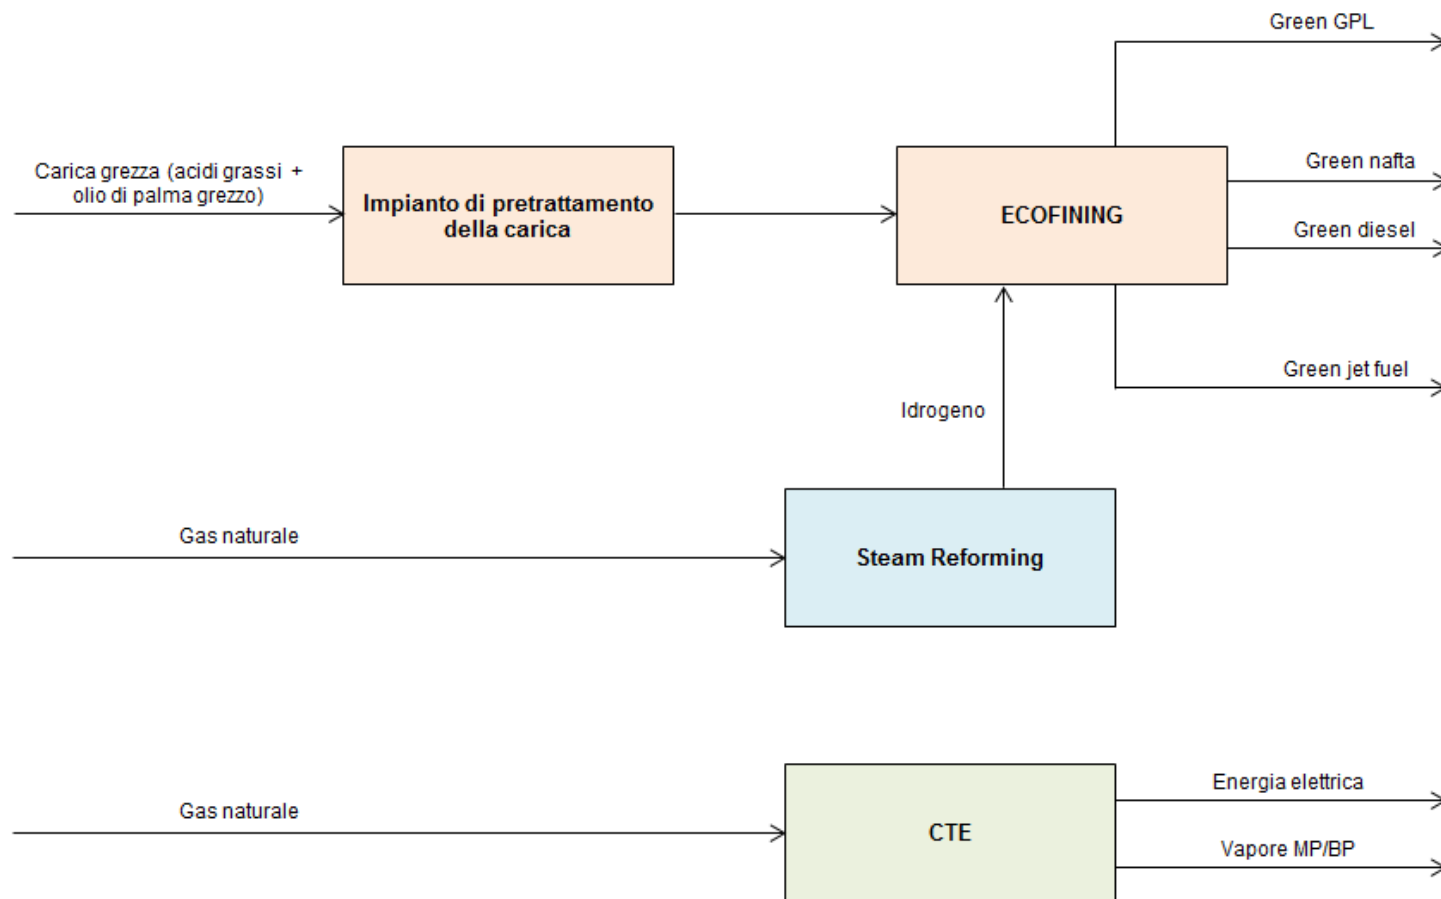 Green GPL
Carica grezza (acidi grassi +
olio di palma grezzo)
Impianto di pretrattamento
della carica
ECOFINING
Green nafta
Green diesel
Green jet fuel
Idrogeno
Gas naturale
Steam Reforming
Gas naturale
CTE
Energia elettrica
Vapore MP/BP